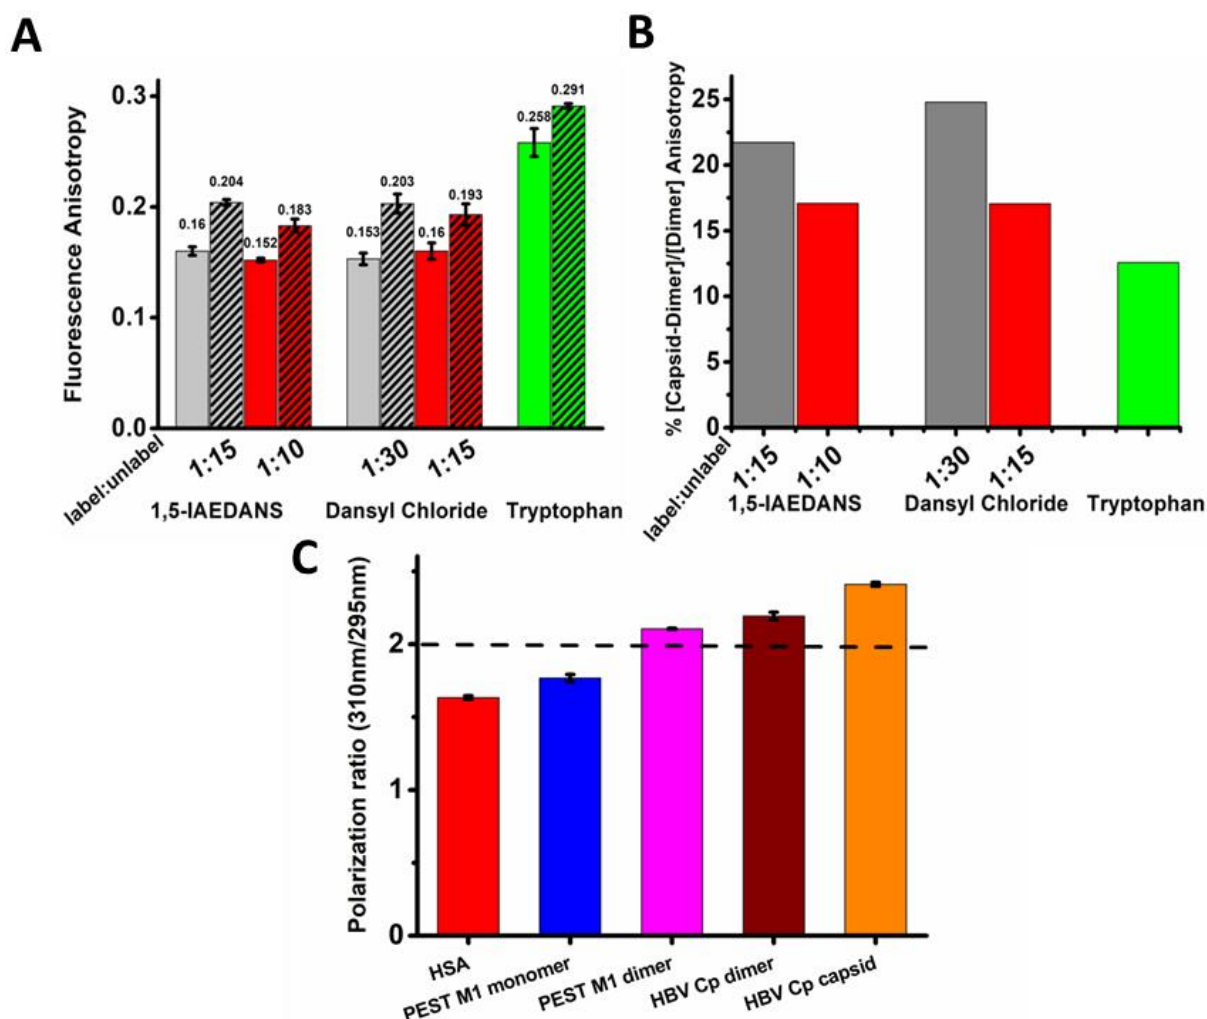 A
Fluorescence Anisotropy
0.3
0.2
0.1
0.0
0.16
0.204
0.152
0.183
0.153
0.203
0.16
0.193
0.258
0.291
label:unlabel
1:15
1:10
1:30
1:15
1,5-IAEDANS
Dansyl Chloride
Tryptophan
B
% [Capsid-Dimer]/[Dimer] Anisotropy
25
20
15
10
5
0
label:unlabel
1:15
1:10
1:30
1:15
1,5-IAEDANS
Dansyl Chloride
Tryptophan
C
Polarization ratio (310nm/295nm)
2
1
0
HSA
PEST M1 monomer
PEST M1 dimer
HBV Cp dimer
HBV Cp capsid